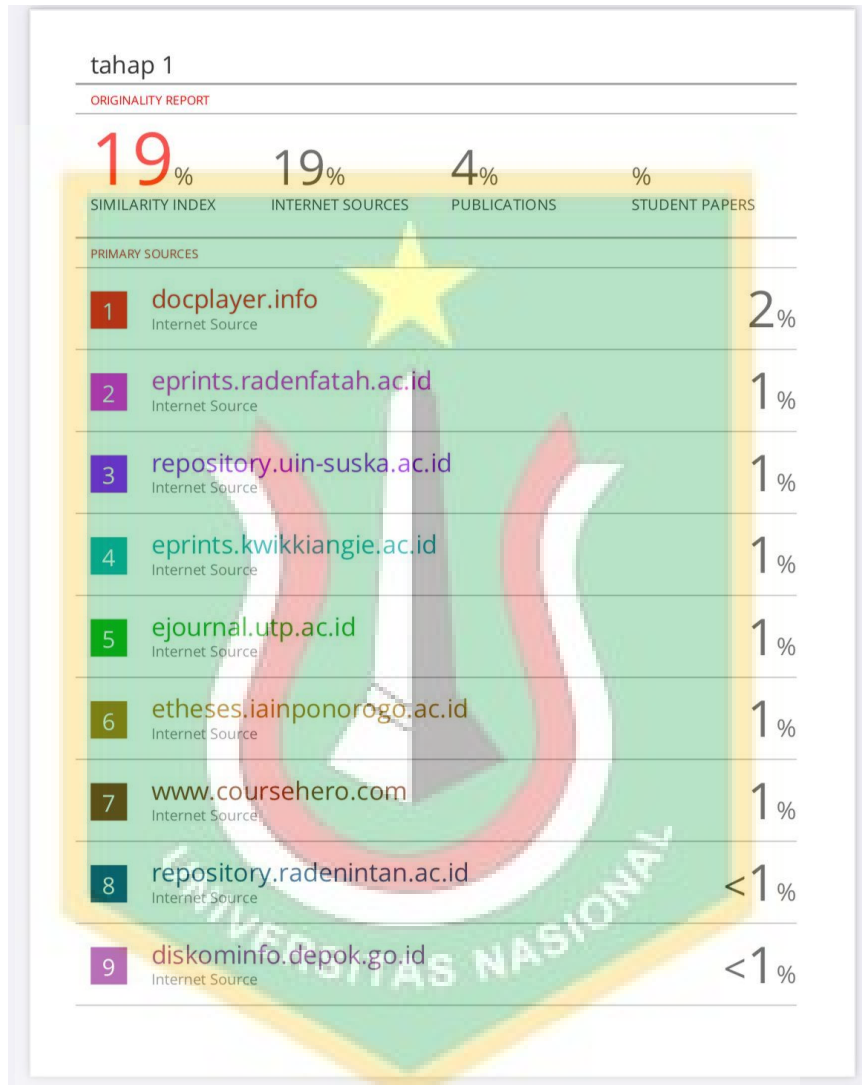 tahap 1
ORIGINALITY REPORT
19% 19% 4% %
SIMILARITY INDEX INTERNET SOURCES PUBLICATIONS STUDENT PAPERS
PRIMARY SOURCES
1 docplayer.info 2%
Internet Source
2 eprints.radenfatah.ac.id 1%
Internet Source
3 repository.uin-suska.ac.id 1%
Internet Source
4 eprints.kwikkiangie.ac.id 1%
Internet Source
5 ejournal.utp.ac.id 1%
Internet Source
6 etheses.iainponorogo.ac.id 1%
Internet Source
7 www.coursehero.com 1%
Internet Source
8 repository.radenintan.ac.id <1%
Internet Source
9 diskominfo.depok.go.id <1%
Internet Source
UNIVERSITAS NASIONAL